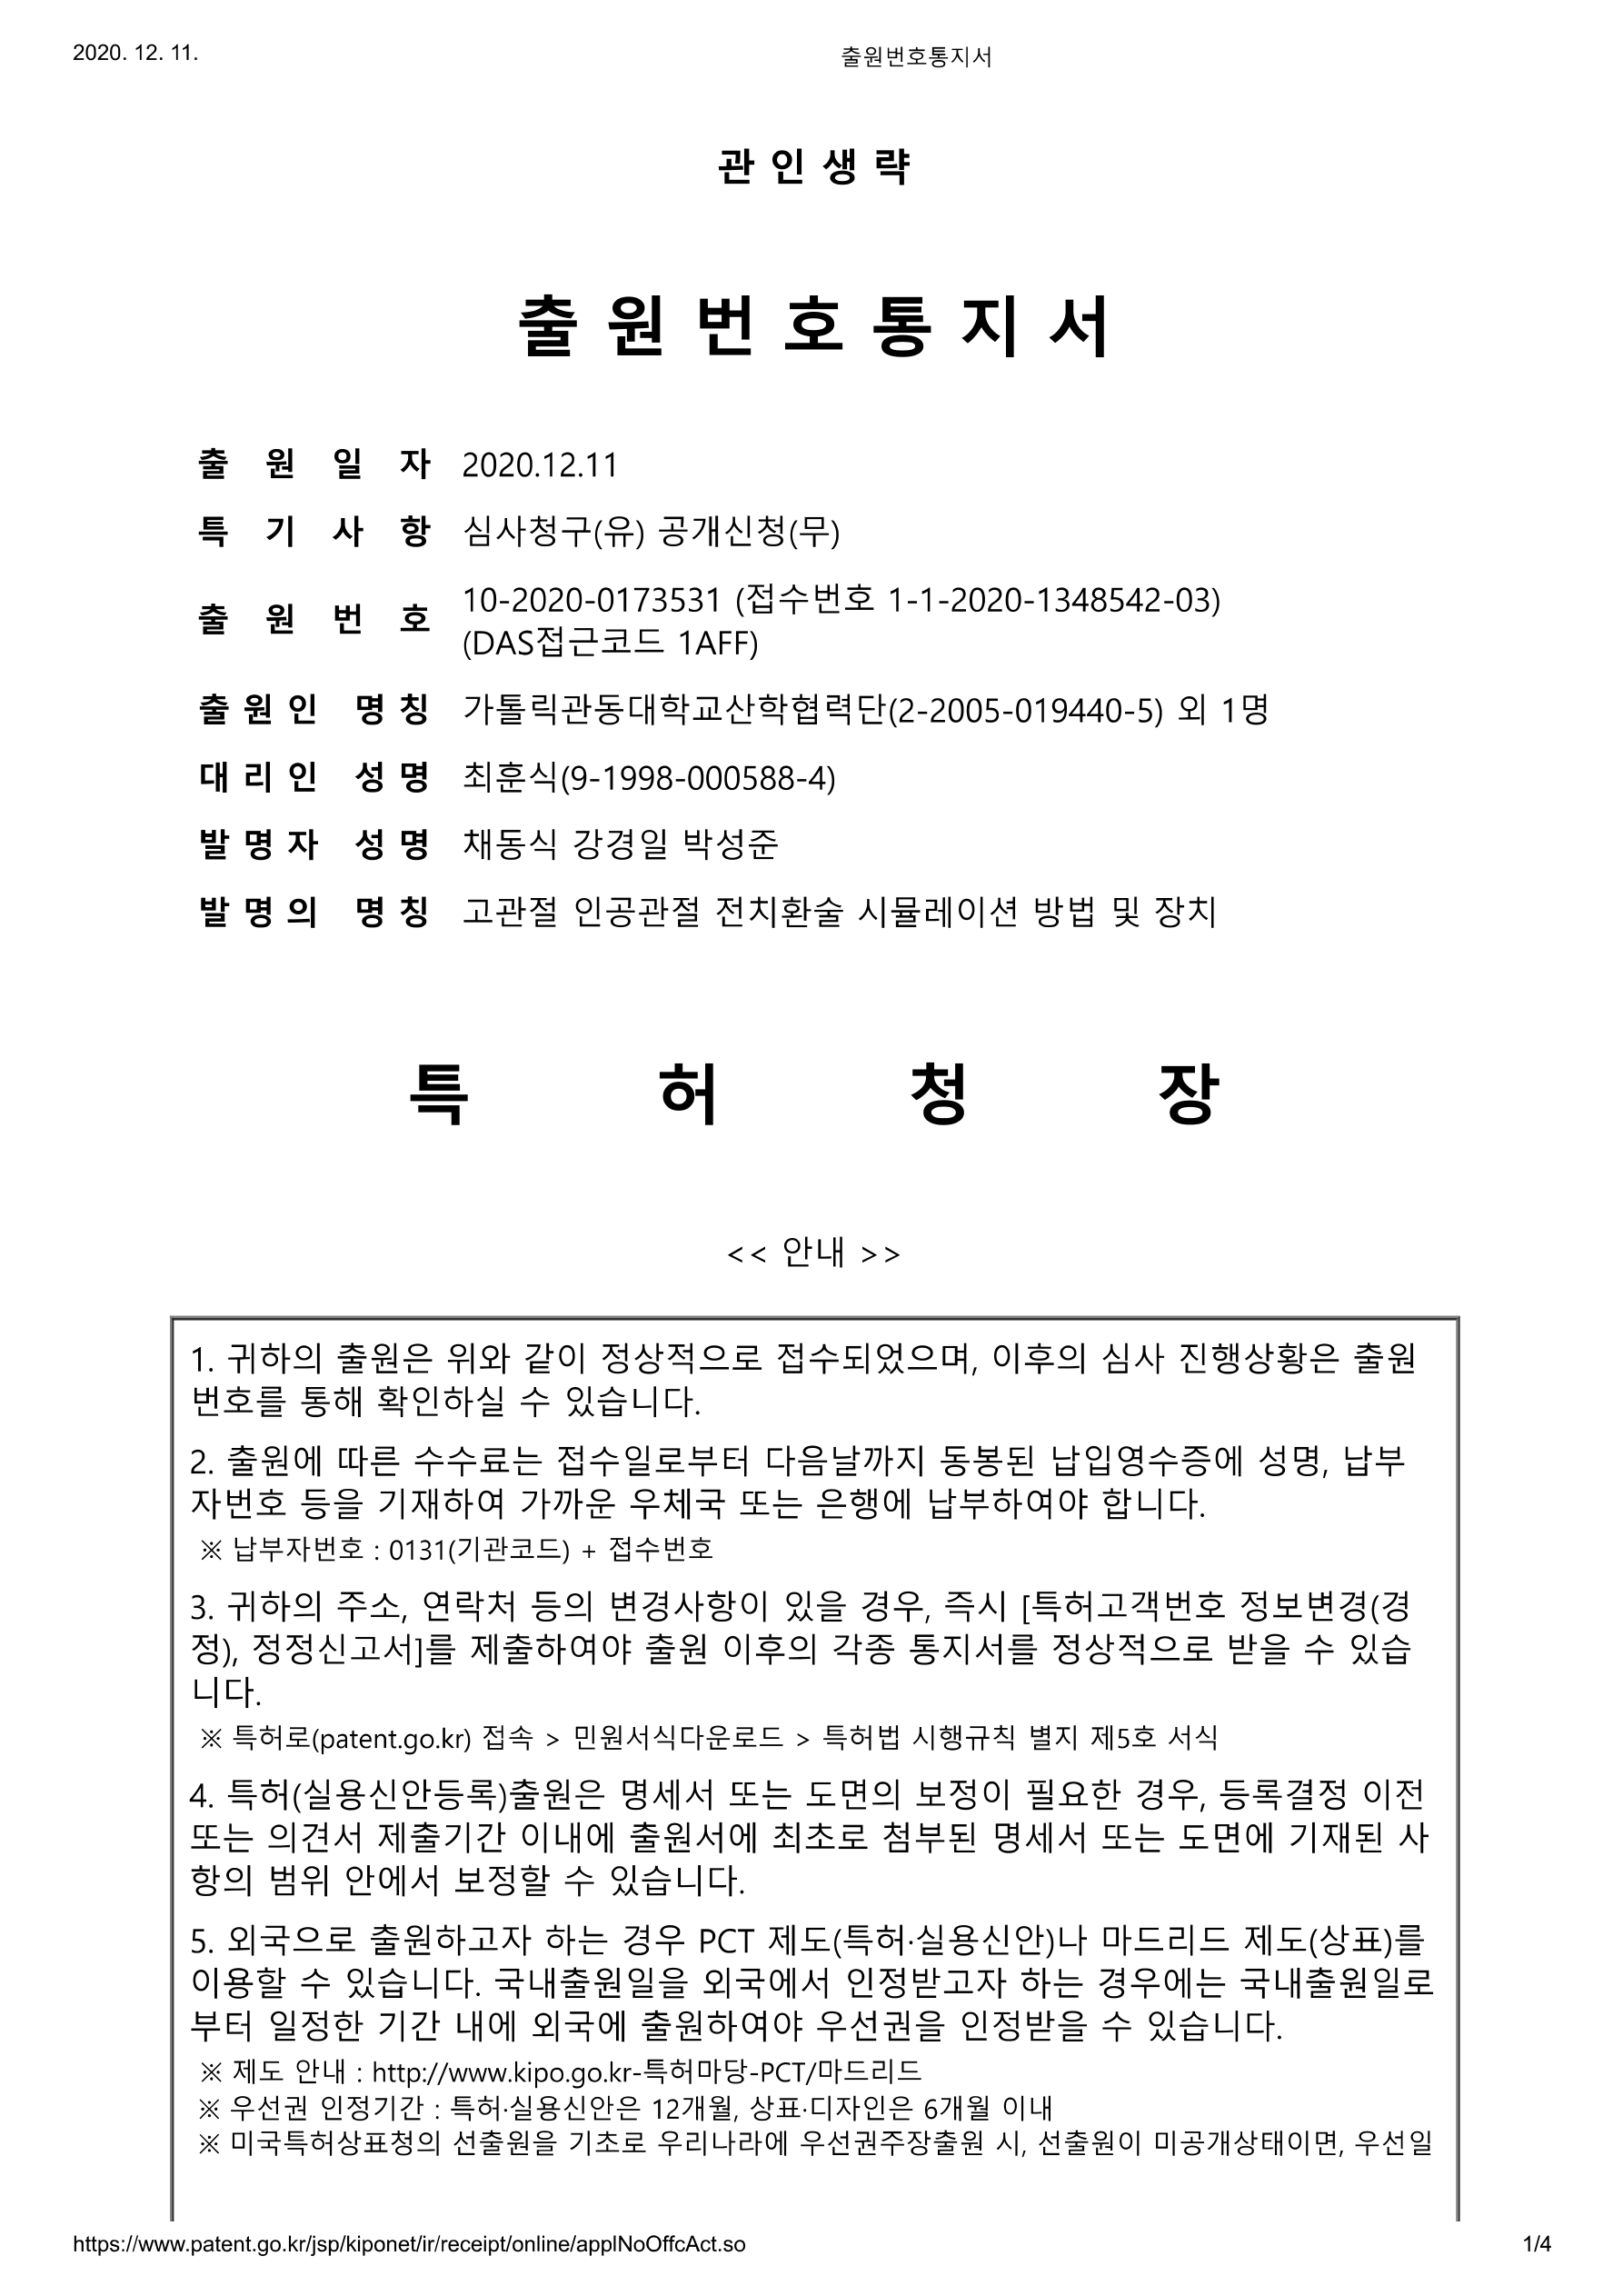 2020. 12. 11.
출원번호통지서
관 인 생 략
출 원 번 호 통 지 서
출 원 일 자 2020.12.11
특 기 사 항 심사청구(유) 공개신청(무)
출 원 번 호 10-2020-0173531 (접수번호 1-1-2020-1348542-03)
(DAS접근코드 1AFF)
출 원 인 명 칭 가톨릭관동대학교산학협력단(2-2005-019440-5) 외 1명
대 리 인 성 명 최훈식(9-1998-000588-4)
발 명 자 성 명 채동식 강경일 박성준
발 명 의 명 칭 고관절 인공관절 전치환술 시뮬레이션 방법 및 장치
특 허 청 장
<< 안내 >>
1. 귀하의 출원은 위와 같이 정상적으로 접수되었으며, 이후의 심사 진행상황은 출원
번호를 통해 확인하실 수 있습니다.
2. 출원에 따른 수수료는 접수일로부터 다음날까지 동봉된 납입영수증에 성명, 납부
자번호 등을 기재하여 가까운 우체국 또는 은행에 납부하여야 합니다.
※ 납부자번호 : 0131(기관코드) + 접수번호
3. 귀하의 주소, 연락처 등의 변경사항이 있을 경우, 즉시 [특허고객번호 정보변경(경
정), 정정신고서]를 제출하여야 출원 이후의 각종 통지서를 정상적으로 받을 수 있습
니다.
※ 특허로(patent.go.kr) 접속 > 민원서식다운로드 > 특허법 시행규칙 별지 제5호 서식
4. 특허(실용신안등록)출원은 명세서 또는 도면의 보정이 필요한 경우, 등록결정 이전
또는 의견서 제출기간 이내에 출원서에 최초로 첨부된 명세서 또는 도면에 기재된 사
항의 범위 안에서 보정할 수 있습니다.
5. 외국으로 출원하고자 하는 경우 PCT 제도(특허·실용신안)나 마드리드 제도(상표)를
이용할 수 있습니다. 국내출원일을 외국에서 인정받고자 하는 경우에는 국내출원일로
부터 일정한 기간 내에 외국에 출원하여야 우선권을 인정받을 수 있습니다.
※ 제도 안내 : http://www.kipo.go.kr-특허마당-PCT/마드리드
※ 우선권 인정기간 : 특허·실용신안은 12개월, 상표·디자인은 6개월 이내
※ 미국특허상표청의 선출원을 기초로 우리나라에 우선권주장출원 시, 선출원이 미공개상태이면, 우선일
https://www.patent.go.kr/jsp/kiponet/ir/receipt/online/applNoOffcAct.so
1/4